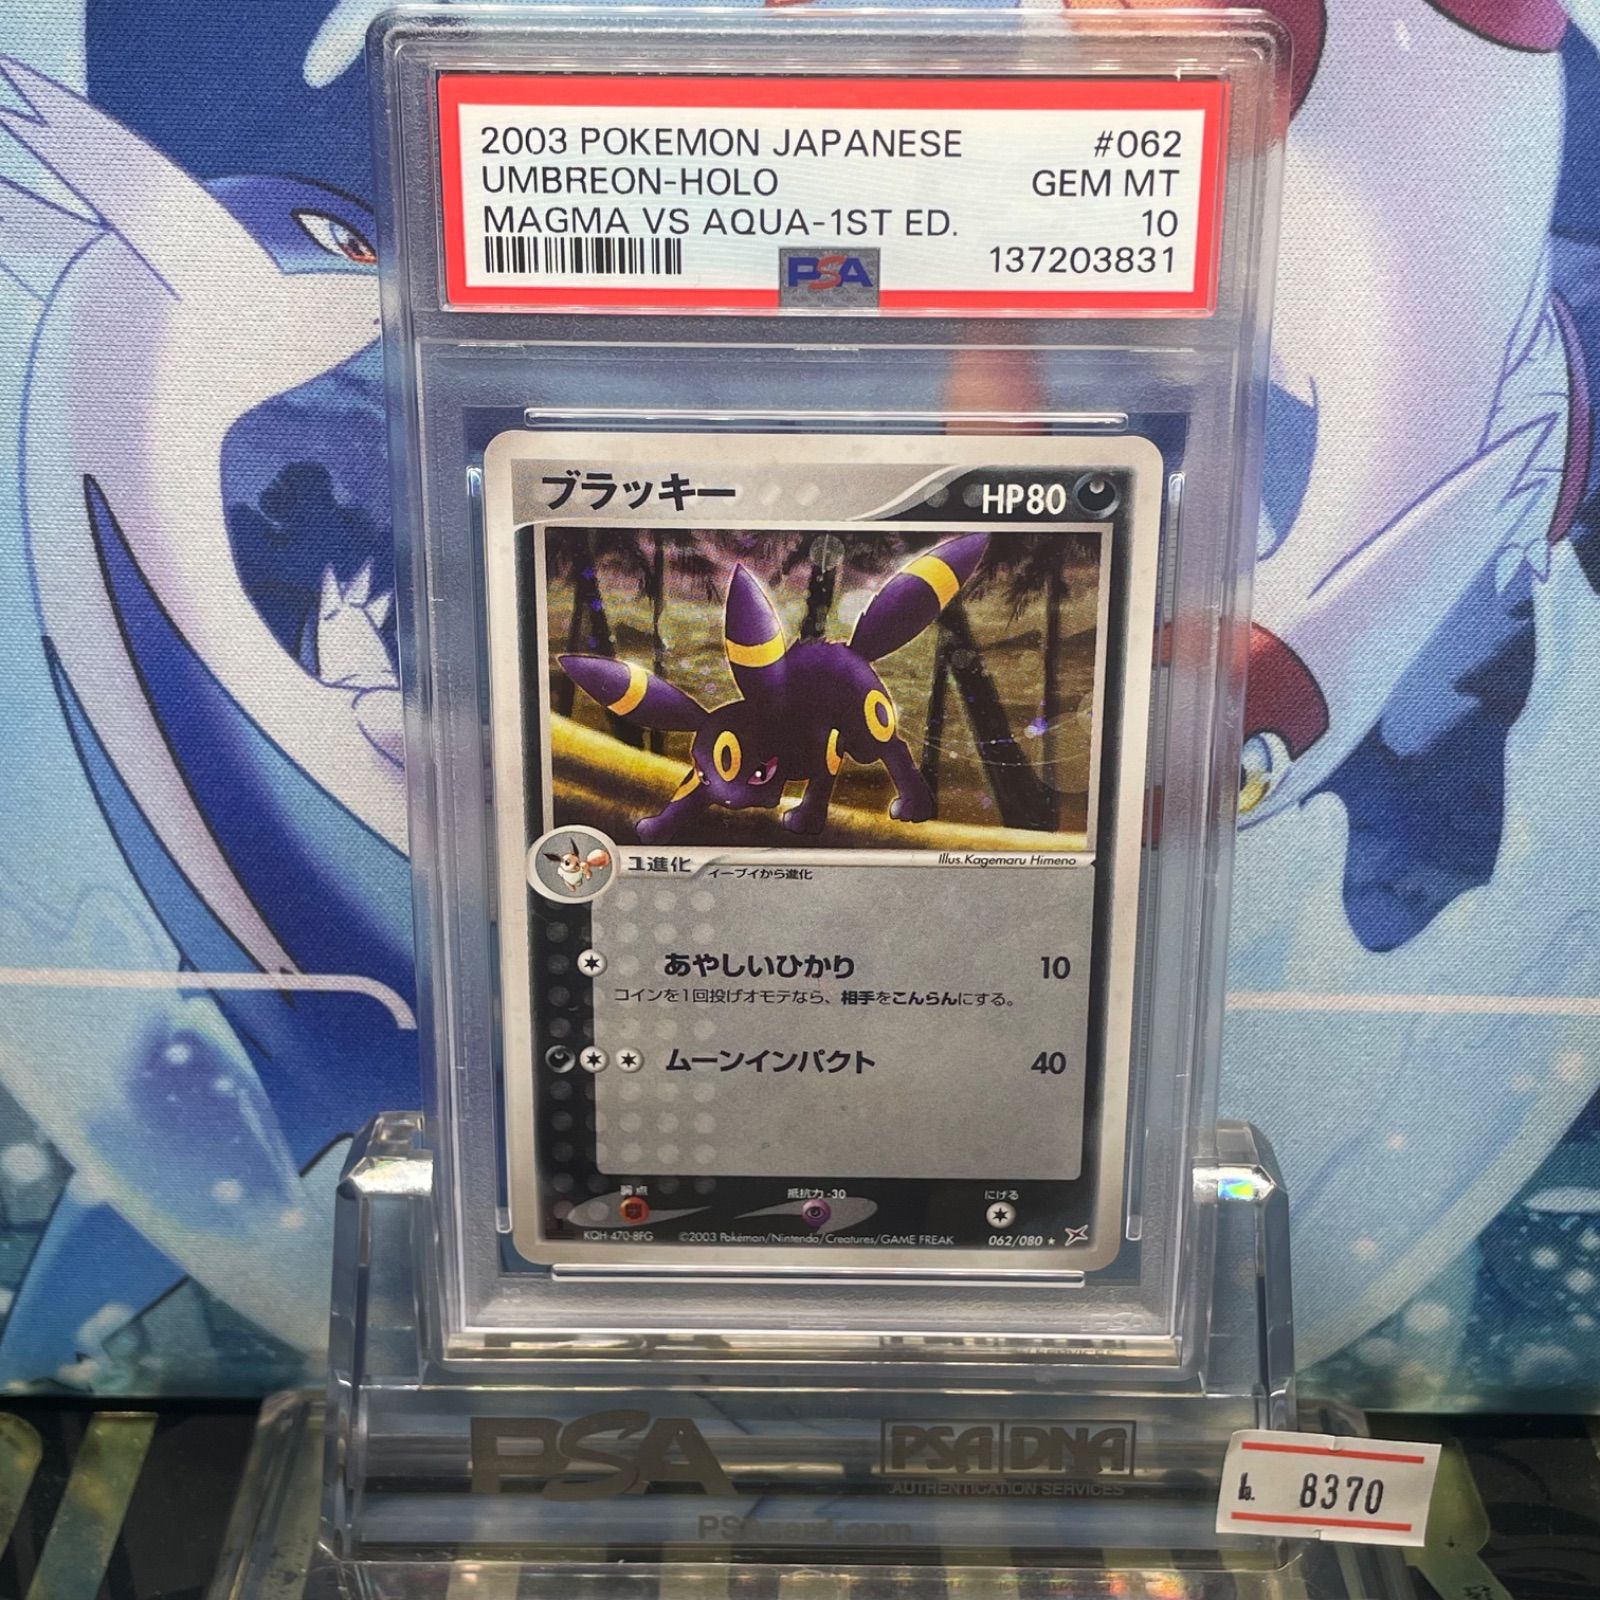 2003 POKEMON JAPANESE #062
UMBREON-HOLO GEM MT
MAGMA VS AQUA-1ST ED. 10
PSA 137203831
ブラッキー HP80
Illus. Kagemaru Himeno
1進化 イーブイから進化
あやしいひかり 10
コインを1回投げオモテなら、相手をこんらんにする。
ムーンインパクト 40
弱点 抵抗力 -30 にげる
KQH-470-8FG ©2003 Pokémon/Nintendo/Creatures/GAME FREAK 062/080 ★
PSA PSA DNA
AUTHENTICATION SERVICES
PSAcard.com
8370